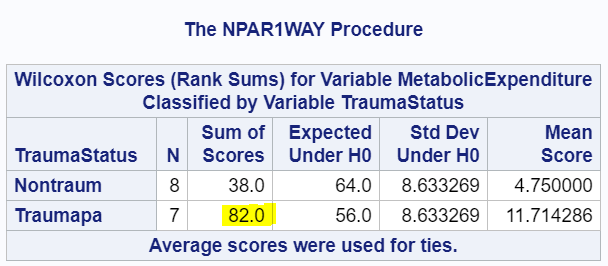 The NPAR1WAY Procedure
Wilcoxon Scores (Rank Sums) for Variable MetabolicExpenditure
Classified by Variable TraumaStatus
TraumaStatus N Sum of Scores Expected Under H0 Std Dev Under H0 Mean Score
Nontraum 8 38.0 64.0 8.633269 4.750000
Traumapa 7 82.0 56.0 8.633269 11.714286
Average scores were used for ties.